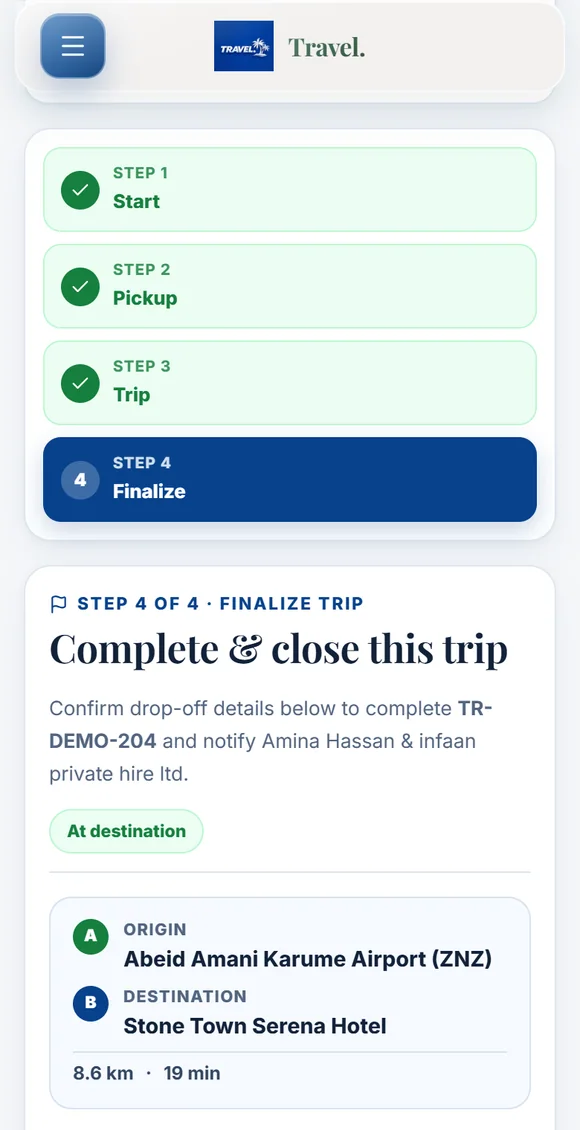 TRAVEL.
Travel.
STEP 1
Start
STEP 2
Pickup
STEP 3
Trip
4
STEP 4
Finalize
STEP 4 OF 4 · FINALIZE TRIP
Complete & close this trip
Confirm drop-off details below to complete TR-
DEMO-204 and notify Amina Hassan & infaan
private hire ltd.
At destination
A
ORIGIN
Abeid Amani Karume Airport (ZNZ)
B
DESTINATION
Stone Town Serena Hotel
8.6 km · 19 min